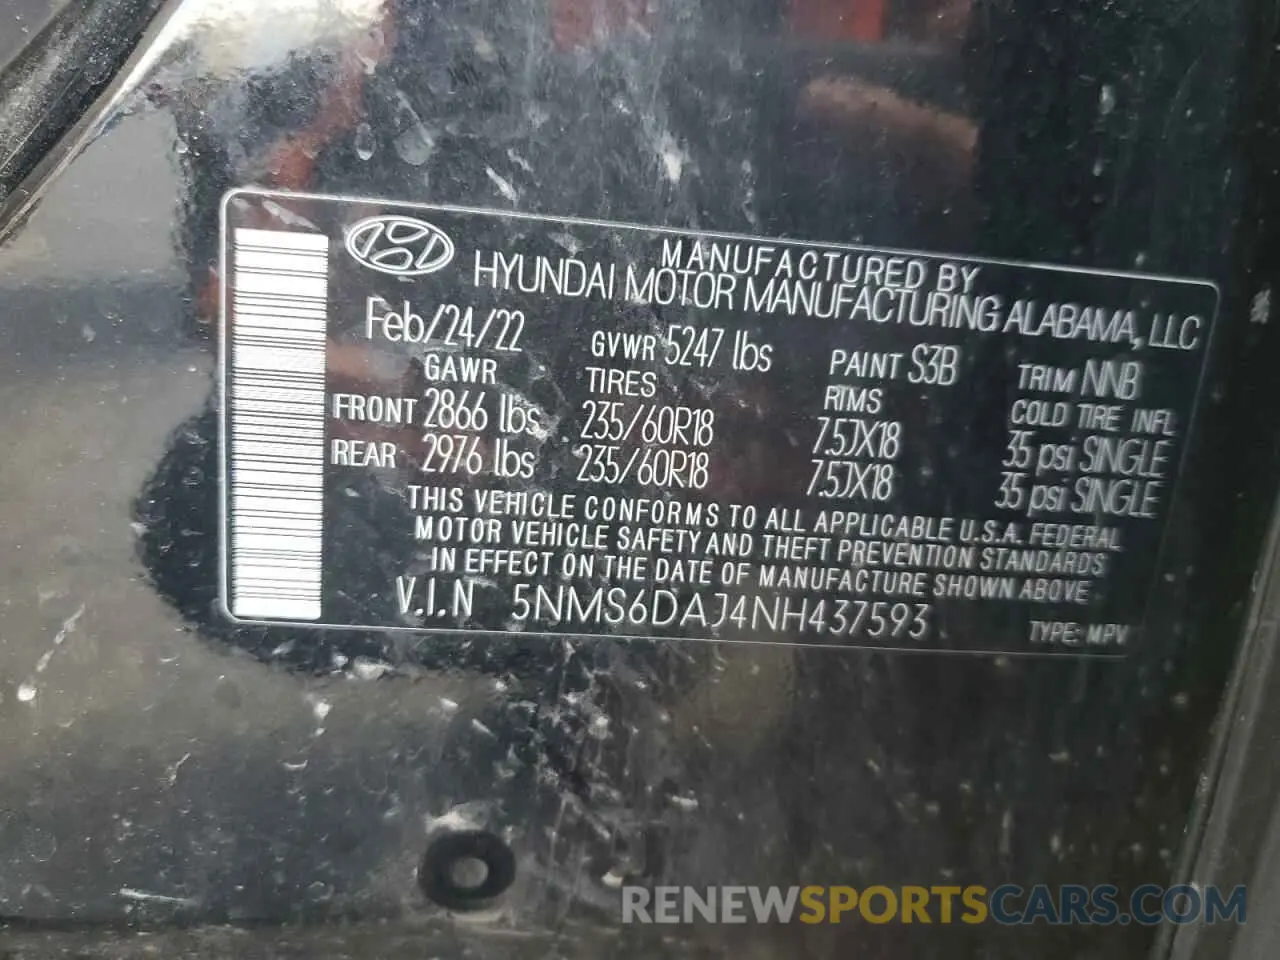 MANUFACTURED BY
HYUNDAI MOTOR MANUFACTURING ALABAMA, LLC
Feb/24/22 GVWR 5247 lbs PAINT S3B TRIM NNB
GAWR TIRES RIMS COLD TIRE INFL
FRONT 2866 lbs 235/60R18 7.5JX18 35 psi SINGLE
REAR 2976 lbs 235/60R18 7.5JX18 35 psi SINGLE
THIS VEHICLE CONFORMS TO ALL APPLICABLE U.S.A. FEDERAL
MOTOR VEHICLE SAFETY AND THEFT PREVENTION STANDARDS
IN EFFECT ON THE DATE OF MANUFACTURE SHOWN ABOVE
V.I.N 5NMS6DAJ4NH437593 TYPE: MPV
RENEWSPORTSCARS.COM